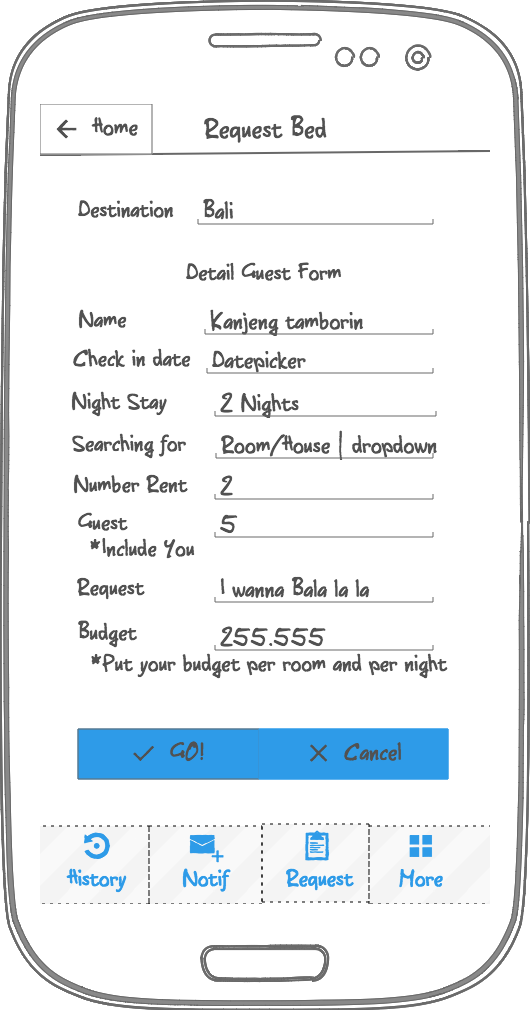 Home Request Bed
Destination Bali
Detail Guest Form
Name Kanjeng tamborin
Check in date Datepicker
Night Stay 2 Nights
Searching for Room/House | dropdown
Number Rent 2
Guest 5
*Include You
Request I wanna Bala la la
Budget 255.555
*Put your budget per room and per night
GO! Cancel
History Notif Request More